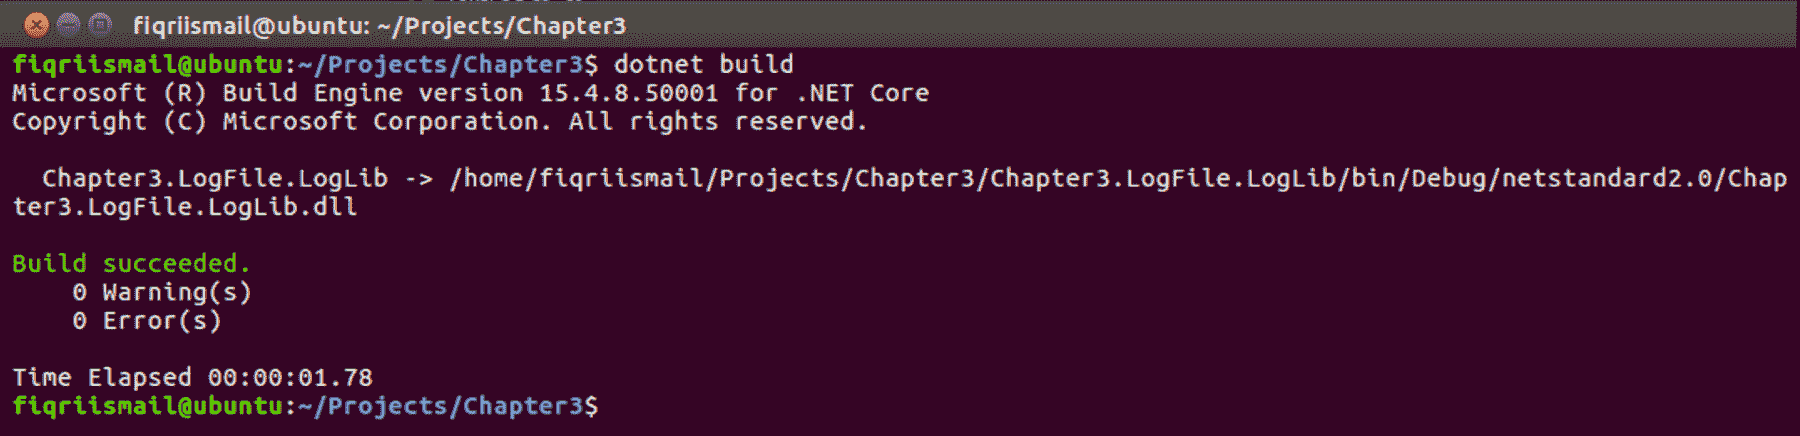 fiqriismail@ubuntu: ~/Projects/Chapter3
fiqriismail@ubuntu:~/Projects/Chapter3$ dotnet build
Microsoft (R) Build Engine version 15.4.8.50001 for .NET Core
Copyright (C) Microsoft Corporation. All rights reserved.
Chapter3.LogFile.LogLib -> /home/fiqriismail/Projects/Chapter3/Chapter3.LogFile.LogLib/bin/Debug/netstandard2.0/Chap
ter3.LogFile.LogLib.dll
Build succeeded.
0 Warning(s)
0 Error(s)
Time Elapsed 00:00:01.78
fiqriismail@ubuntu:~/Projects/Chapter3$